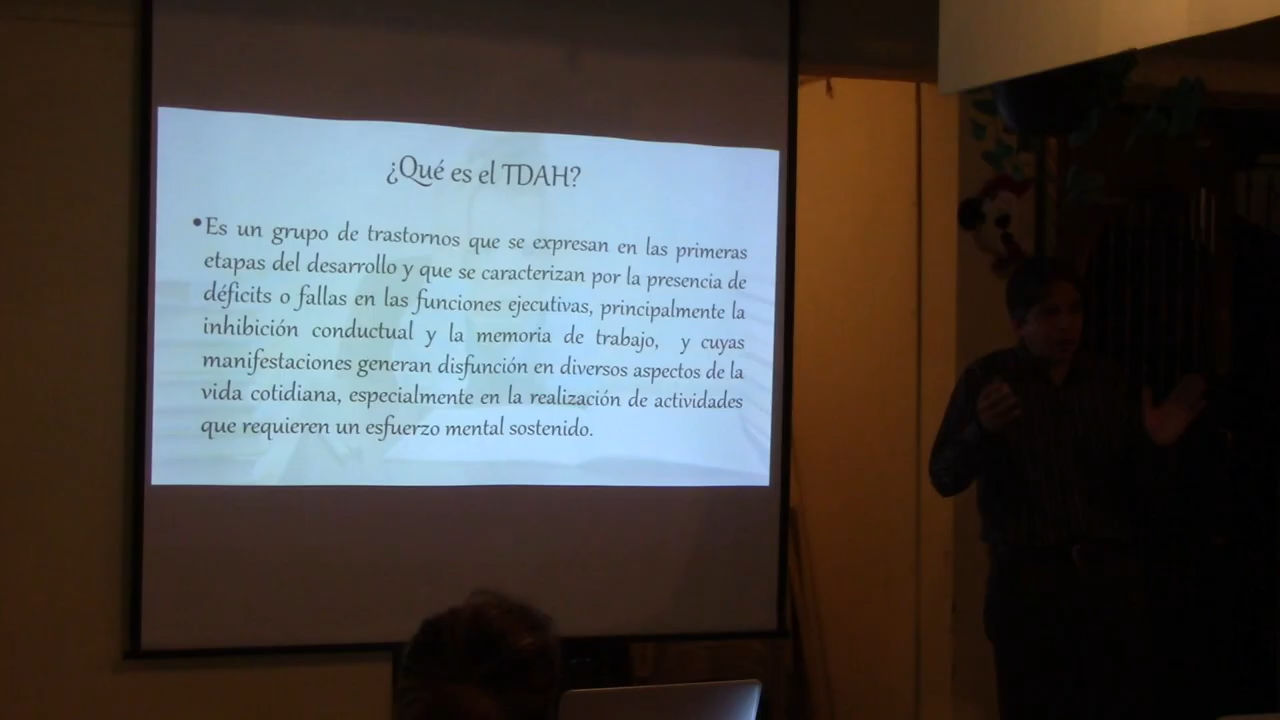 ¿Qué es el TDAH?
• Es un grupo de trastornos que se expresan en las primeras
etapas del desarrollo y que se caracterizan por la presencia de
déficits o fallas en las funciones ejecutivas, principalmente la
inhibición conductual y la memoria de trabajo, y cuyas
manifestaciones generan disfunción en diversos aspectos de la
vida cotidiana, especialmente en la realización de actividades
que requieren un esfuerzo mental sostenido.